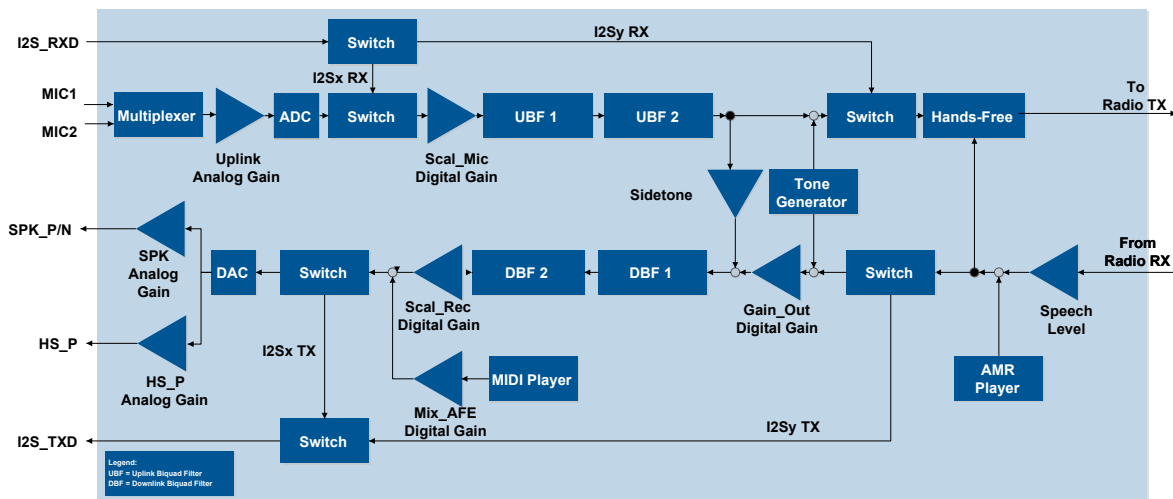 I2S_RXD
Switch
I2Sy RX
I2Sx RX
MIC1
MIC2
Multiplexer
ADC
Switch
UBF 1
UBF 2
Switch
Hands-Free
To
Radio TX
Uplink
Analog Gain
Scal_Mic
Digital Gain
Sidetone
Tone
Generator
SPK_P/N
SPK
Analog
Gain
DAC
Switch
Scal_Rec
Digital Gain
DBF 2
DBF 1
Gain_Out
Digital Gain
Switch
From
Radio RX
Speech
Level
HS_P
HS_P
Analog Gain
I2Sx TX
Mix_AFE
Digital Gain
MIDI Player
AMR
Player
I2S_TXD
Switch
I2Sy TX
Legend:
UBF = Uplink Biquad Filter
DBF = Downlink Biquad Filter